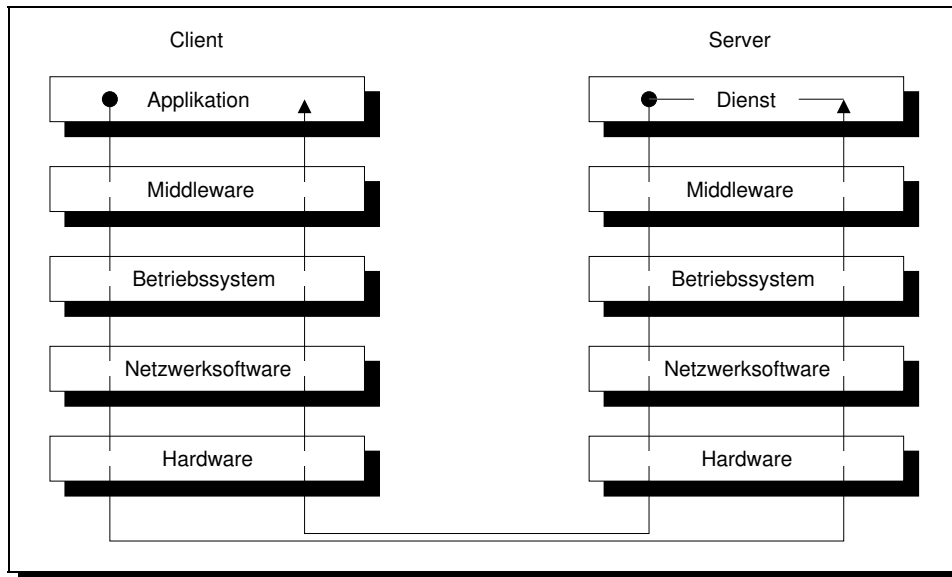 Client Server
Applikation Dienst
Middleware Middleware
Betriebssystem Betriebssystem
Netzwerksoftware Netzwerksoftware
Hardware Hardware